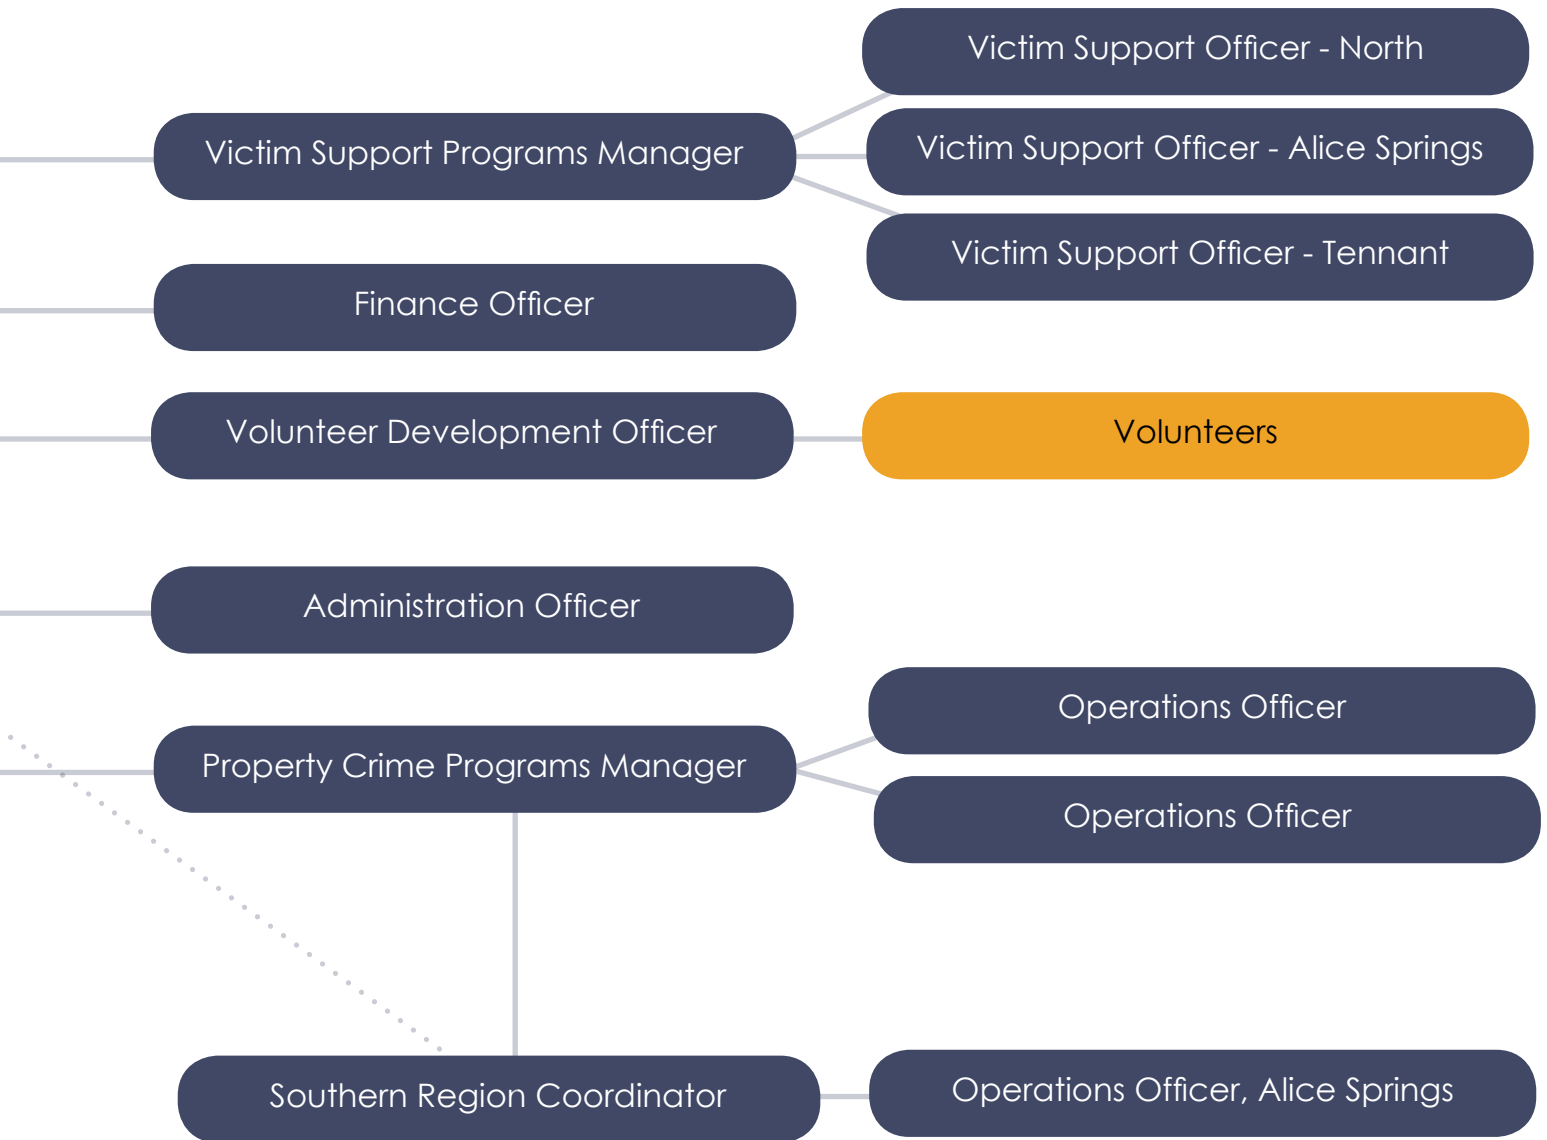 Victim Support Officer - North
Victim Support Programs Manager
Victim Support Officer - Alice Springs
Victim Support Officer - Tennant
Finance Officer
Volunteer Development Officer
Volunteers
Administration Officer
Operations Officer
Property Crime Programs Manager
Operations Officer
Southern Region Coordinator
Operations Officer, Alice Springs